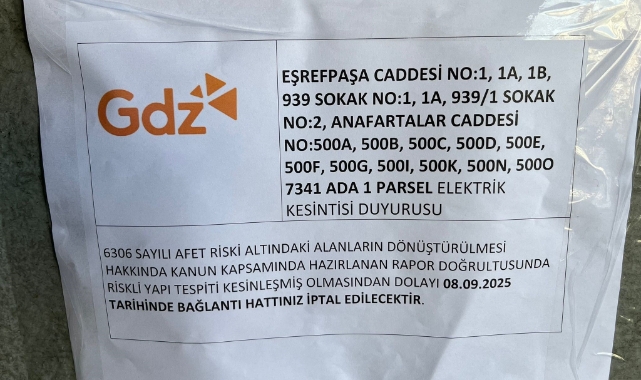 Gdz
EŞREFPAŞA CADDESİ NO:1, 1A, 1B,
939 SOKAK NO:1, 1A, 939/1 SOKAK
NO:2, ANAFARTALAR CADDESİ
NO:500A, 500B, 500C, 500D, 500E,
500F, 500G, 500I, 500K, 500N, 500O
7341 ADA 1 PARSEL ELEKTRİK
KESİNTİSİ DUYURUSU
6306 SAYILI AFET RİSKİ ALTINDAKİ ALANLARIN DÖNÜŞTÜRÜLMESİ
HAKKINDA KANUN KAPSAMINDA HAZIRLANAN RAPOR DOĞRULTUSUNDA
RİSKLİ YAPI TESPİTİ KESİNLEŞMİŞ OLMASINDAN DOLAYI 08.09.2025
TARİHİNDE BAĞLANTI HATTINIZ İPTAL EDİLECEKTİR.